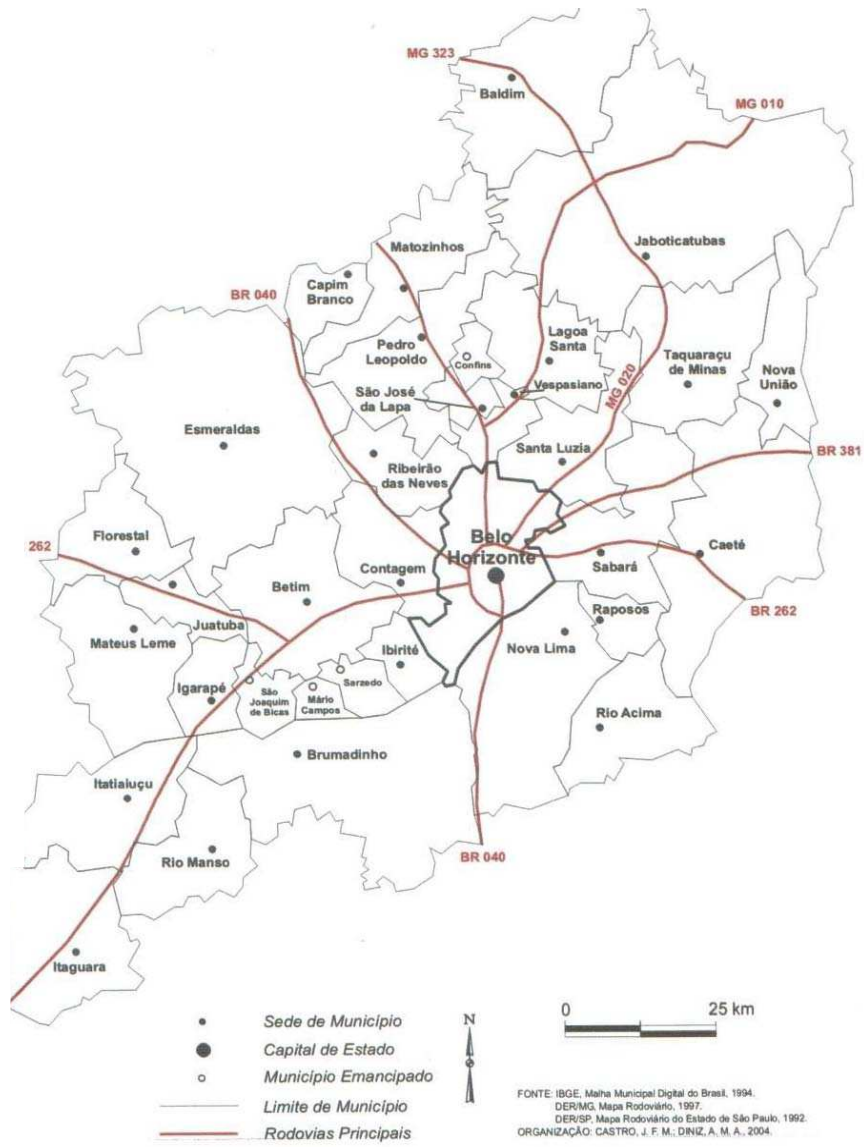 MG 323
Baldim
MG 010
Jaboticatubas
Matozinhos
Capim
Branco
BR 040
Pedro
Leopoldo
Confins
Lagoa
Santa
Taquaraçu
de Minas
Nova
União
São José
da Lapa
Vespasiano
MG 020
Esmeraldas
Ribeirão
das Neves
Santa Luzia
BR 381
Florestal
262
Belo
Horizonte
Contagem
Betim
Sabará
Caeté
BR 262
Juatuba
Mateus Leme
Raposos
Nova Lima
Ibirité
Igarapé
São
Joaquim
de Bicas
Mário
Campos
Sarzedo
Rio Acima
Brumadinho
Itatiaiuçu
Rio Manso
BR 040
Itaguara
Sede de Município
Capital de Estado
Município Emancipado
Limite de Município
Rodovias Principais
N
0 25 km
FONTE: IBGE, Malha Municipal Digital do Brasil, 1994.
DER/MG, Mapa Rodoviário, 1997.
DER/SP, Mapa Rodoviário do Estado de São Paulo, 1992.
ORGANIZAÇÃO: CASTRO, J. F. M.; DINIZ, A. M. A., 2004.